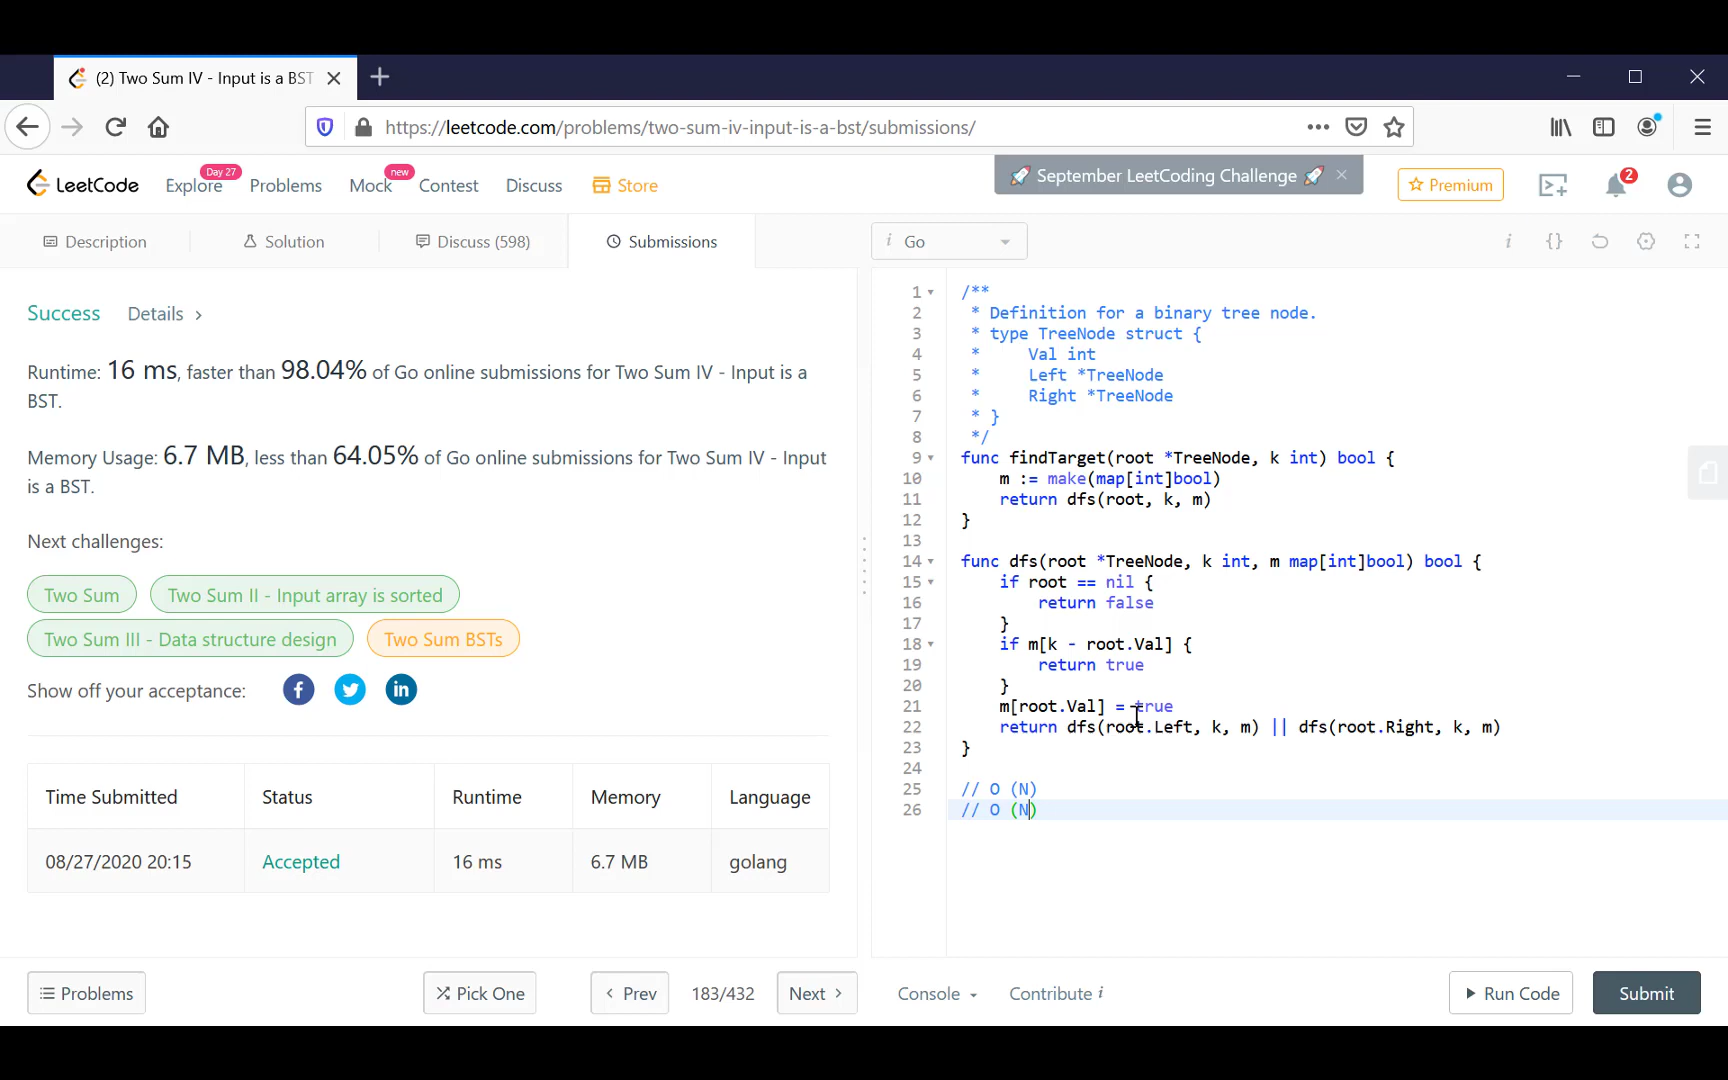 (2) Two Sum IV - Input is a BST
https://leetcode.com/problems/two-sum-iv-input-is-a-bst/submissions/
LeetCode
Explore
Day 27
Problems
Mock
new
Contest
Discuss
Store
🚀 September LeetCoding Challenge 🚀 ×
Premium
2
Description
Solution
Discuss (598)
Submissions
i Go
i {}
Success Details >
Runtime: 16 ms, faster than 98.04% of Go online submissions for Two Sum IV - Input is a
BST.
Memory Usage: 6.7 MB, less than 64.05% of Go online submissions for Two Sum IV - Input
is a BST.
Next challenges:
Two Sum
Two Sum II - Input array is sorted
Two Sum III - Data structure design
Two Sum BSTs
Show off your acceptance:
Time Submitted Status Runtime Memory Language
08/27/2020 20:15 Accepted 16 ms 6.7 MB golang
1 /**
2 * Definition for a binary tree node.
3 * type TreeNode struct {
4 * Val int
5 * Left *TreeNode
6 * Right *TreeNode
7 * }
8 */
9 func findTarget(root *TreeNode, k int) bool {
10 m := make(map[int]bool)
11 return dfs(root, k, m)
12 }
13
14 func dfs(root *TreeNode, k int, m map[int]bool) bool {
15 if root == nil {
16 return false
17 }
18 if m[k - root.Val] {
19 return true
20 }
21 m[root.Val] = true
22 return dfs(root.Left, k, m) || dfs(root.Right, k, m)
23 }
24
25 // O (N)
26 // O (N)
Problems
Pick One
< Prev
183/432
Next >
Console
Contribute i
Run Code
Submit